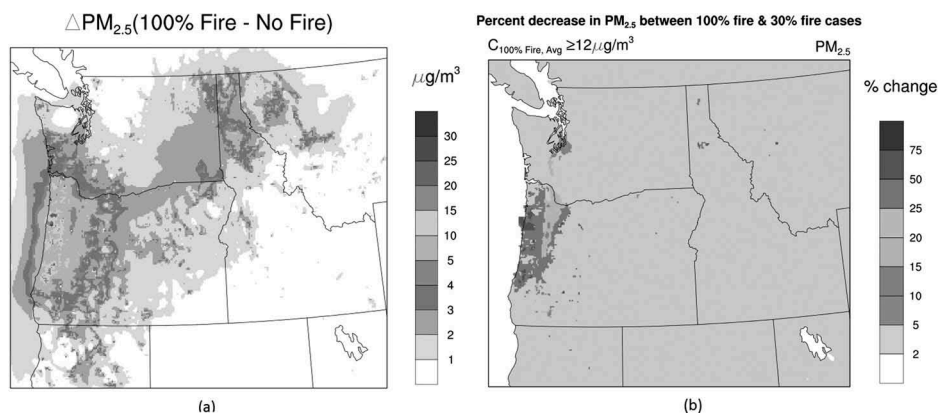 △PM2.5(100% Fire - No Fire)
μg/m³
30
25
20
15
10
5
4
3
2
1
(a)
Percent decrease in PM2.5 between 100% fire & 30% fire cases
C100% Fire, Avg ≥12μg/m³
PM2.5
% change
75
50
25
20
15
10
5
2
(b)